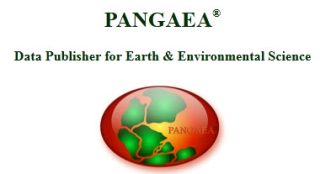 PANGAEA®
Data Publisher for Earth & Environmental Science
PANGAEA